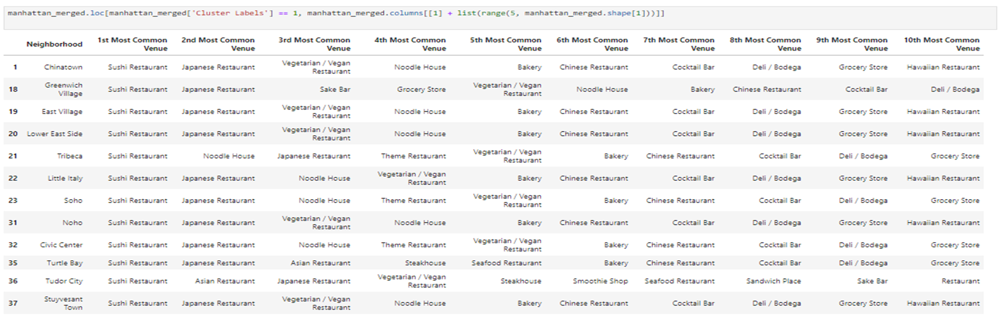 manhattan_merged.loc[manhattan_merged['Cluster Labels'] == 1, manhattan_merged.columns[[1] + list(range(5, manhattan_merged.shape[1]))]]
Neighborhood 1st Most Common Venue 2nd Most Common Venue 3rd Most Common Venue 4th Most Common Venue 5th Most Common Venue 6th Most Common Venue 7th Most Common Venue 8th Most Common Venue 9th Most Common Venue 10th Most Common Venue
1 Chinatown Sushi Restaurant Japanese Restaurant Vegetarian / Vegan Restaurant Noodle House Bakery Chinese Restaurant Cocktail Bar Deli / Bodega Grocery Store Hawaiian Restaurant
18 Greenwich Village Sushi Restaurant Japanese Restaurant Sake Bar Grocery Store Vegetarian / Vegan Restaurant Noodle House Bakery Chinese Restaurant Cocktail Bar Deli / Bodega
19 East Village Sushi Restaurant Japanese Restaurant Vegetarian / Vegan Restaurant Noodle House Bakery Chinese Restaurant Cocktail Bar Deli / Bodega Grocery Store Hawaiian Restaurant
20 Lower East Side Sushi Restaurant Japanese Restaurant Vegetarian / Vegan Restaurant Noodle House Bakery Chinese Restaurant Cocktail Bar Deli / Bodega Grocery Store Hawaiian Restaurant
21 Tribeca Sushi Restaurant Noodle House Japanese Restaurant Theme Restaurant Vegetarian / Vegan Restaurant Bakery Chinese Restaurant Cocktail Bar Deli / Bodega Grocery Store
22 Little Italy Sushi Restaurant Japanese Restaurant Noodle House Vegetarian / Vegan Restaurant Bakery Chinese Restaurant Cocktail Bar Deli / Bodega Grocery Store Hawaiian Restaurant
23 Soho Sushi Restaurant Japanese Restaurant Noodle House Theme Restaurant Vegetarian / Vegan Restaurant Bakery Chinese Restaurant Cocktail Bar Deli / Bodega Grocery Store
31 Noho Sushi Restaurant Japanese Restaurant Vegetarian / Vegan Restaurant Noodle House Bakery Chinese Restaurant Cocktail Bar Deli / Bodega Grocery Store Hawaiian Restaurant
32 Civic Center Sushi Restaurant Japanese Restaurant Noodle House Theme Restaurant Vegetarian / Vegan Restaurant Bakery Chinese Restaurant Cocktail Bar Deli / Bodega Grocery Store
35 Turtle Bay Sushi Restaurant Japanese Restaurant Asian Restaurant Steakhouse Seafood Restaurant Bakery Chinese Restaurant Cocktail Bar Deli / Bodega Grocery Store
36 Tudor City Sushi Restaurant Asian Restaurant Japanese Restaurant Vegetarian / Vegan Restaurant Steakhouse Smoothie Shop Seafood Restaurant Sandwich Place Sake Bar Restaurant
37 Stuyvesant Town Sushi Restaurant Japanese Restaurant Vegetarian / Vegan Restaurant Noodle House Bakery Chinese Restaurant Cocktail Bar Deli / Bodega Grocery Store Hawaiian Restaurant